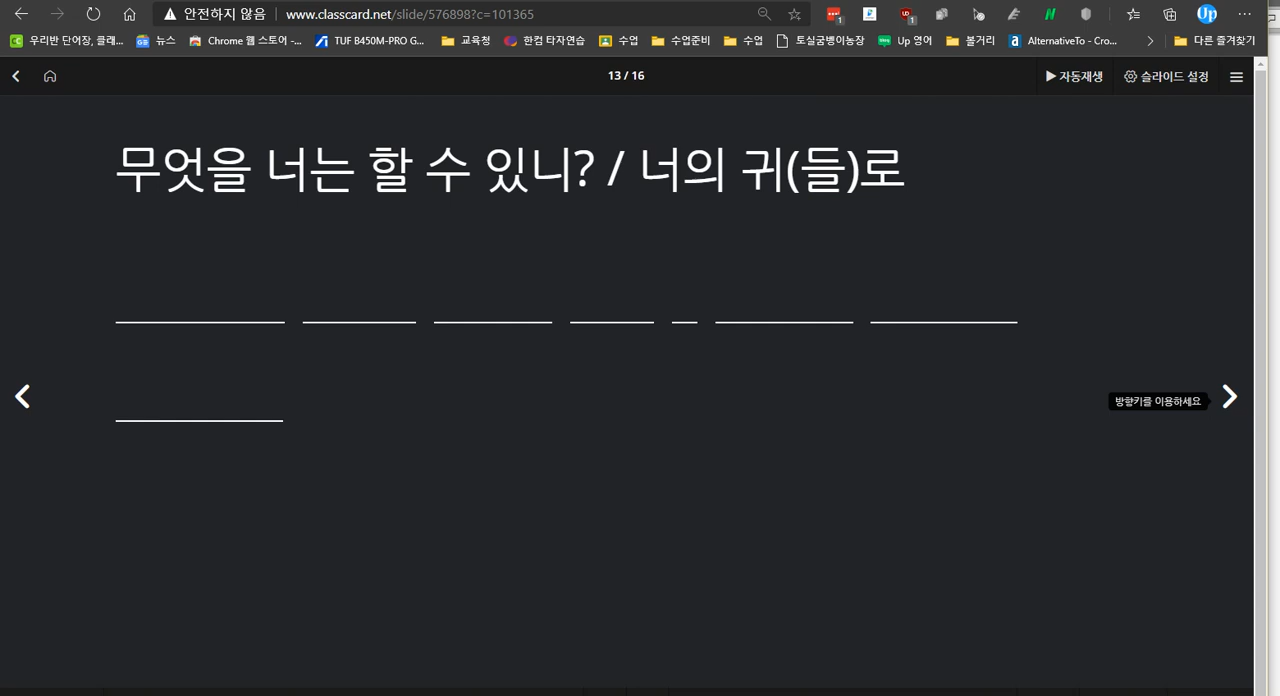 안전하지 않음 www.classcard.net/slide/576898?c=101365
우리반 단어장, 클래... 뉴스 Chrome 웹 스토어 -... TUF B450M-PRO G... 교육청 한컴 타자연습 수업 수업준비 수업 토실굼벵이농장 Up 영어 볼거리 AlternativeTo - Cro... 다른 즐겨찾기
13 / 16 자동재생 슬라이드 설정
무엇을 너는 할 수 있니? / 너의 귀(들)로
방향키를 이용하세요